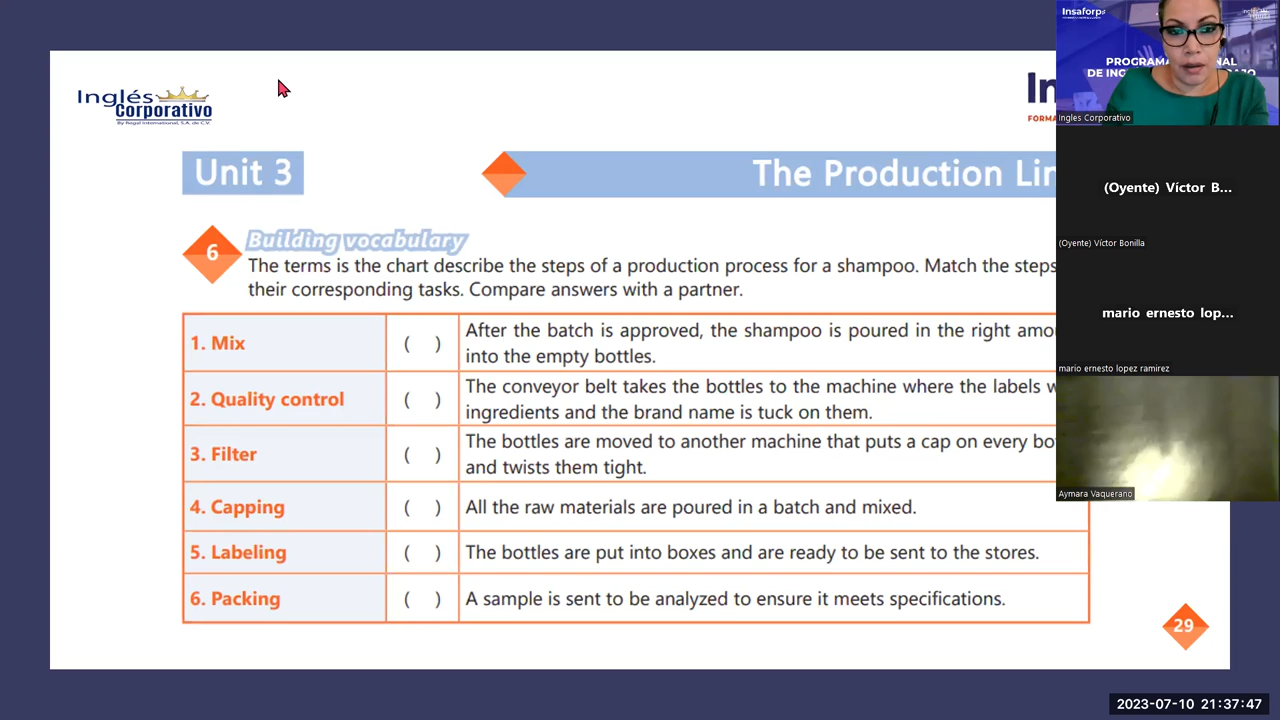 Inglés
Corporativo
By Regal International, S.A. de C.V.
Unit 3
The Production
6
Building vocabulary
The terms is the chart describe the steps of a production process for a shampoo. Match the steps
their corresponding tasks. Compare answers with a partner.
1. Mix
( )
After the batch is approved, the shampoo is poured in the right
into the empty bottles.
2. Quality control
( )
The conveyor belt takes the bottles to the machine where the labels
ingredients and the brand name is tuck on them.
3. Filter
( )
The bottles are moved to another machine that puts a cap on every
and twists them tight.
4. Capping
( )
All the raw materials are poured in a batch and mixed.
5. Labeling
( )
The bottles are put into boxes and are ready to be sent to the stores.
6. Packing
( )
A sample is sent to be analyzed to ensure it meets specifications.
29
Ingles Corporativo
(Oyente) Víctor B...
(Oyente) Víctor Bonilla
mario ernesto lop...
mario ernesto lopez ramirez
Aymara Vaquerano
2023-07-10 21:37:47